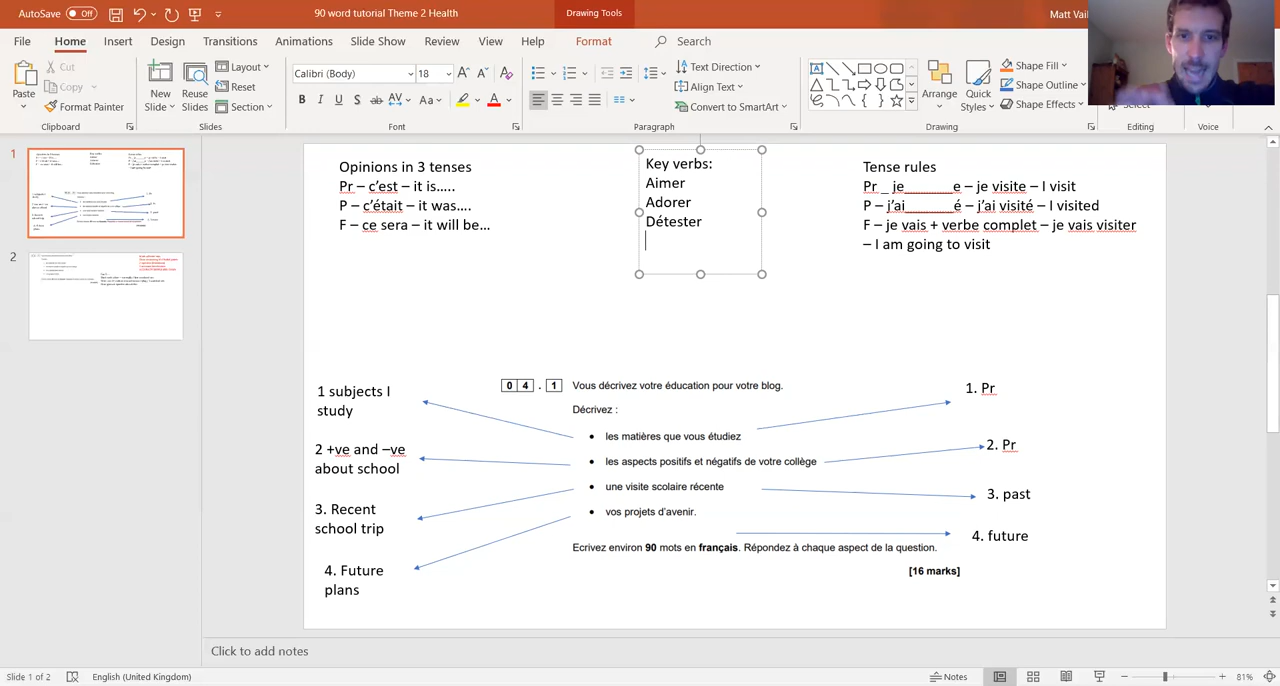 AutoSave Off
90 word tutorial Theme 2 Health
Drawing Tools
Matt Vail
File Home Insert Design Transitions Animations Slide Show Review View Help Format Search
Paste
Cut
Copy
Format Painter
Clipboard
New Slide
Reuse Slides
Layout
Reset
Section
Slides
Calibri (Body) 18
Font
Text Direction
Align Text
Convert to SmartArt
Paragraph
Arrange
Quick Styles
Shape Fill
Shape Outline
Shape Effects
Drawing
Select
Editing
Voice
1
2
Opinions in 3 tenses
Pr – c'est – it is…..
P – c'était – it was….
F – ce sera – it will be…
Key verbs:
Aimer
Adorer
Détester
Tense rules
Pr _ je_________e – je visite – I visit
P – j'ai_________é – j'ai visité – I visited
F – je vais + verbe complet – je vais visiter
– I am going to visit
0 4 . 1 Vous décrivez votre éducation pour votre blog.
Décrivez :
• les matières que vous étudiez
• les aspects positifs et négatifs de votre collège
• une visite scolaire récente
• vos projets d'avenir.
Ecrivez environ 90 mots en français. Répondez à chaque aspect de la question.
[16 marks]
1 subjects I
study
2 +ve and –ve
about school
3. Recent
school trip
4. Future
plans
1. Pr
2. Pr
3. past
4. future
Click to add notes
Slide 1 of 2 English (United Kingdom)
Notes
81%